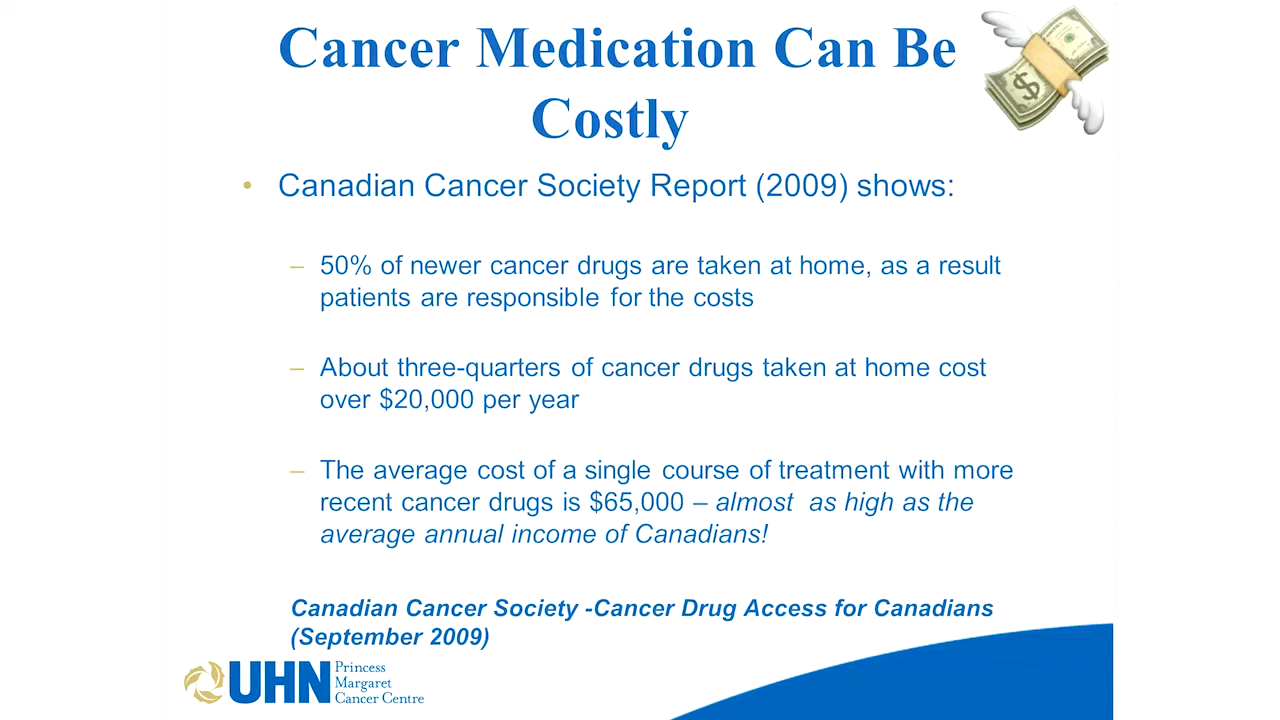 Cancer Medication Can Be
Costly
• Canadian Cancer Society Report (2009) shows:
– 50% of newer cancer drugs are taken at home, as a result
patients are responsible for the costs
– About three-quarters of cancer drugs taken at home cost
over $20,000 per year
– The average cost of a single course of treatment with more
recent cancer drugs is $65,000 – almost as high as the
average annual income of Canadians!
Canadian Cancer Society -Cancer Drug Access for Canadians
(September 2009)
UHN Princess
Margaret
Cancer Centre
$